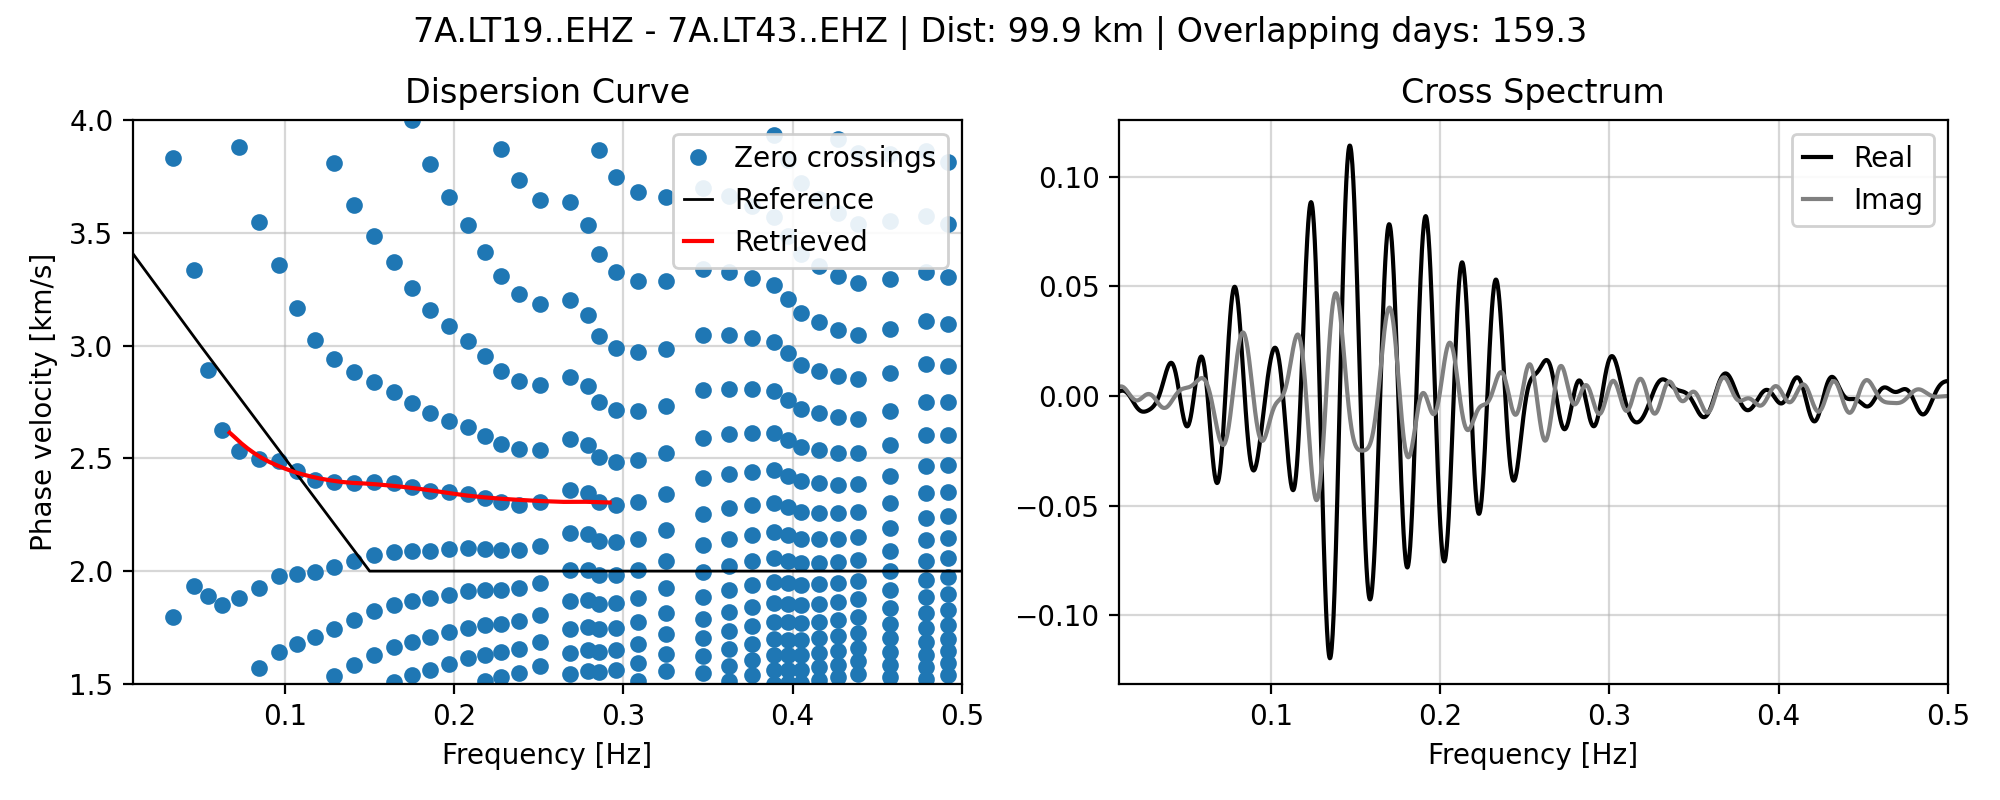 7A.LT19..EHZ - 7A.LT43..EHZ | Dist: 99.9 km | Overlapping days: 159.3
Dispersion Curve
4.0
3.5
3.0
2.5
2.0
1.5
Phase velocity [km/s]
0.1 0.2 0.3 0.4 0.5
Frequency [Hz]
Zero crossings
Reference
Retrieved
Cross Spectrum
0.10
0.05
0.00
−0.05
−0.10
0.1 0.2 0.3 0.4 0.5
Frequency [Hz]
Real
Imag